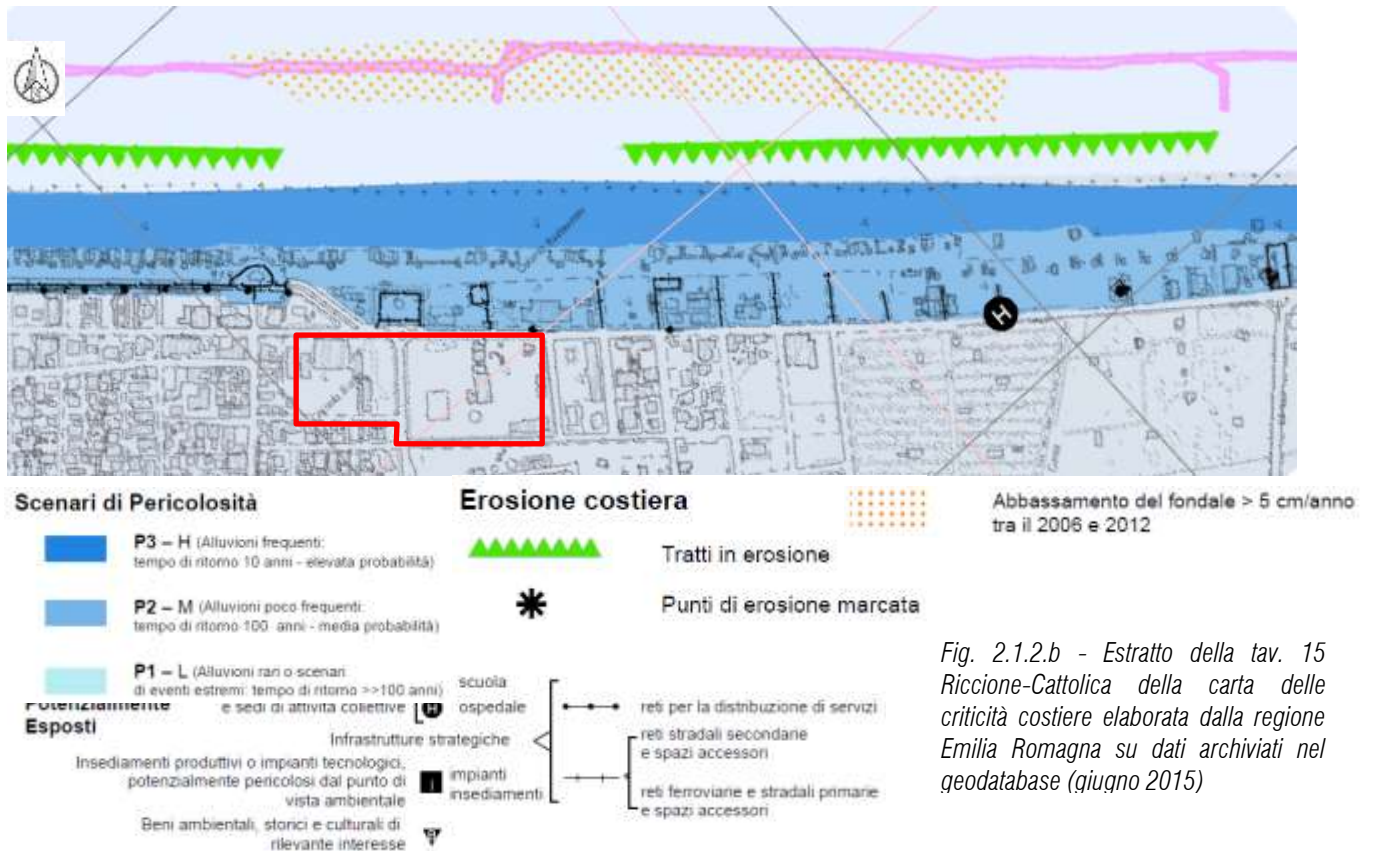 Scenari di Pericolosità
P3 – H (Alluvioni frequenti:
tempo di ritorno 10 anni - elevata probabilità)
P2 – M (Alluvioni poco frequenti:
tempo di ritorno 100 anni - media probabilità)
P1 – L (Alluvioni rari o scenari
di eventi estremi: tempo di ritorno >>100 anni)
Potenzialmente
Esposti
e sedi di attività collettive
scuola
H
ospedale
Infrastrutture strategiche
Insediamenti produttivi o impianti tecnologici,
potenzialmente pericolosi dal punto di
vista ambientale
impianti
insediamenti
Beni ambientali, storici e culturali di
rilevante interesse
reti per la distribuzione di servizi
reti stradali secondarie
e spazi accessori
reti ferroviarie e stradali primarie
e spazi accessori
Erosione costiera
Tratti in erosione
Punti di erosione marcata
Abbassamento del fondale > 5 cm/anno
tra il 2006 e 2012
Fig. 2.1.2.b - Estratto della tav. 15
Riccione-Cattolica della carta delle
criticità costiere elaborata dalla regione
Emilia Romagna su dati archiviati nel
geodatabase (giugno 2015)
H